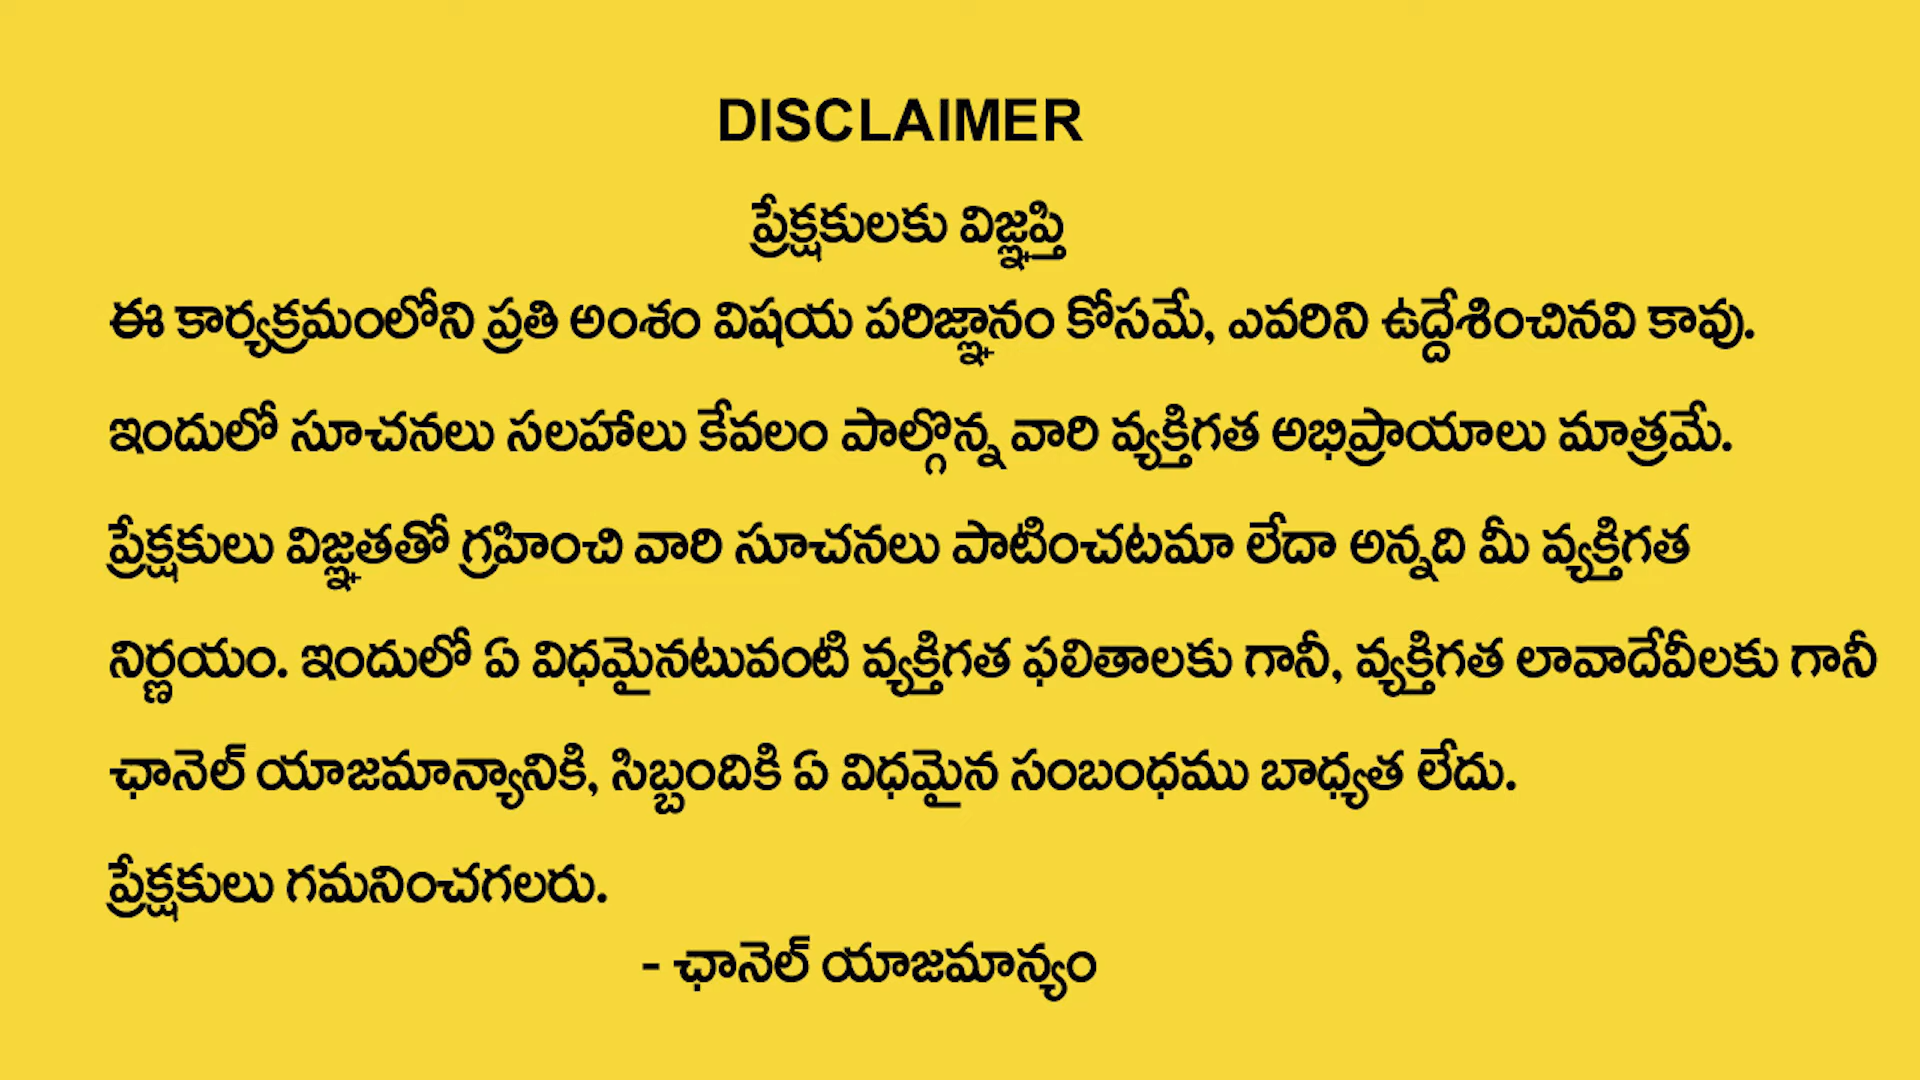 DISCLAIMER
ప్రేక్షకులకు విజ్ఞప్తి
ఈ కార్యక్రమంలోని ప్రతి అంశం విషయ పరిజ్ఞానం కోసమే, ఎవరిని ఉద్దేశించినవి కావు.
ఇందులో సూచనలు సలహాలు కేవలం పాల్గొన్న వారి వ్యక్తిగత అభిప్రాయాలు మాత్రమే.
ప్రేక్షకులు విజ్ఞతతో గ్రహించి వారి సూచనలు పాటించటమా లేదా అన్నది మీ వ్యక్తిగత
నిర్ణయం. ఇందులో ఏ విధమైనటువంటి వ్యక్తిగత ఫలితాలకు గానీ, వ్యక్తిగత లావాదేవీలకు గానీ
ఛానెల్ యాజమాన్యానికి, సిబ్బందికి ఏ విధమైన సంబంధము బాధ్యత లేదు.
ప్రేక్షకులు గమనించగలరు.
- ఛానెల్ యాజమాన్యం